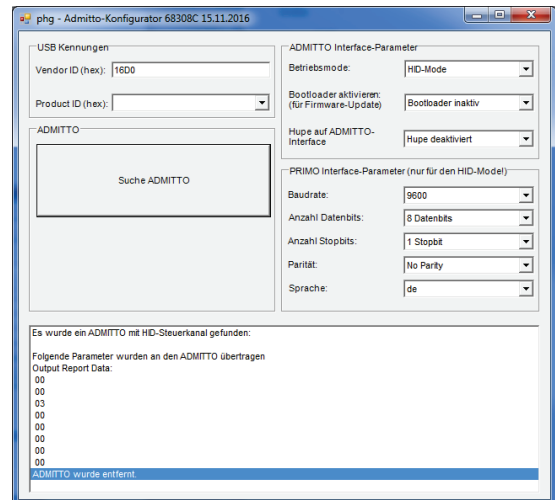 phg - Admitto-Konfigurator 68308C 15.11.2016
USB Kennungen
Vendor ID (hex): 16D0
Product ID (hex):
ADMITTO
Suche ADMITTO
ADMITTO Interface-Parameter
Betriebsmode: HID-Mode
Bootloader aktivieren:
(für Firmware-Update) Bootloader inaktiv
Hupe auf ADMITTO-
Interface Hupe deaktiviert
PRIMO Interface-Parameter (nur für den HID-Mode!)
Baudrate: 9600
Anzahl Datenbits: 8 Datenbits
Anzahl Stopbits: 1 Stopbit
Parität: No Parity
Sprache: de
Es wurde ein ADMITTO mit HID-Steuerkanal gefunden:
Folgende Parameter wurden an den ADMITTO übertragen
Output Report Data:
00
00
03
00
00
00
00
00
ADMITTO wurde entfernt.